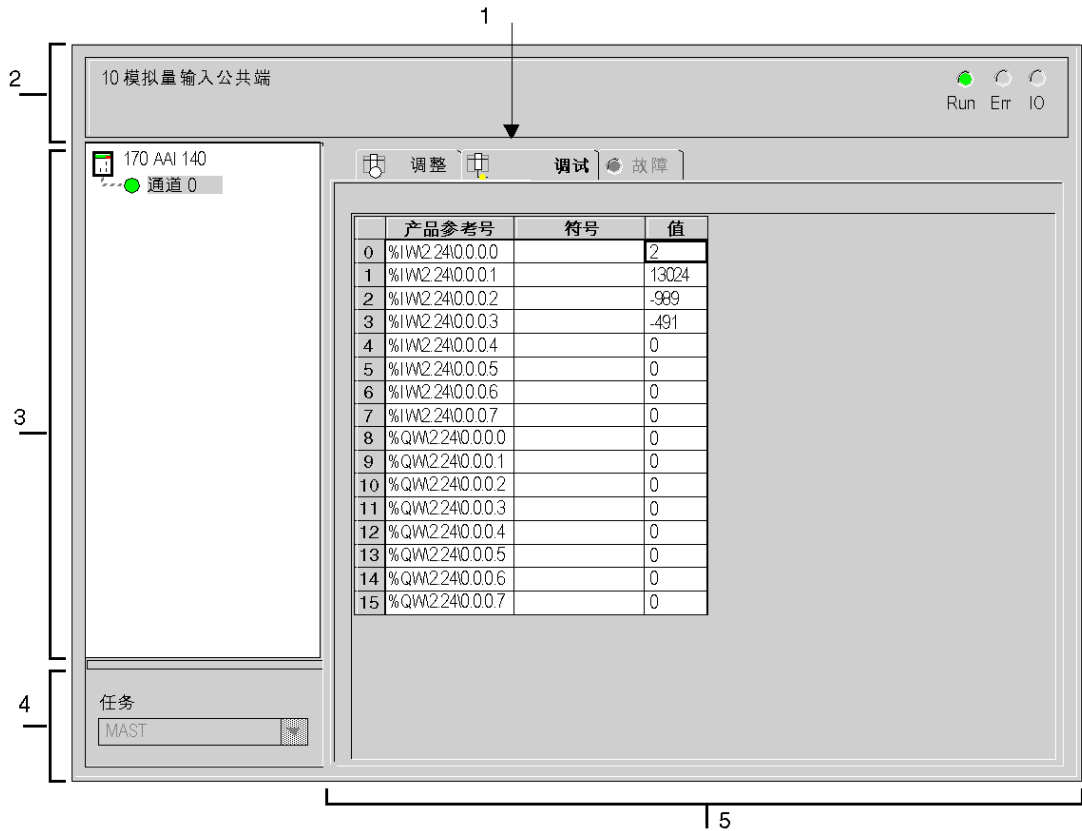 1
2
10 模拟量输入公共端
Run Err IO
170 AAI 140
通道 0
调整 调试 故障
产品参考号 符号 值
0 %IW\2.24\0.0.0.0 2
1 %IW\2.24\0.0.0.1 13024
2 %IW\2.24\0.0.0.2 -989
3 %IW\2.24\0.0.0.3 -491
4 %IW\2.24\0.0.0.4 0
5 %IW\2.24\0.0.0.5 0
6 %IW\2.24\0.0.0.6 0
7 %IW\2.24\0.0.0.7 0
8 %QW\2.24\0.0.0.0 0
9 %QW\2.24\0.0.0.1 0
10 %QW\2.24\0.0.0.2 0
11 %QW\2.24\0.0.0.3 0
12 %QW\2.24\0.0.0.4 0
13 %QW\2.24\0.0.0.5 0
14 %QW\2.24\0.0.0.6 0
15 %QW\2.24\0.0.0.7 0
3
4
任务
MAST
5